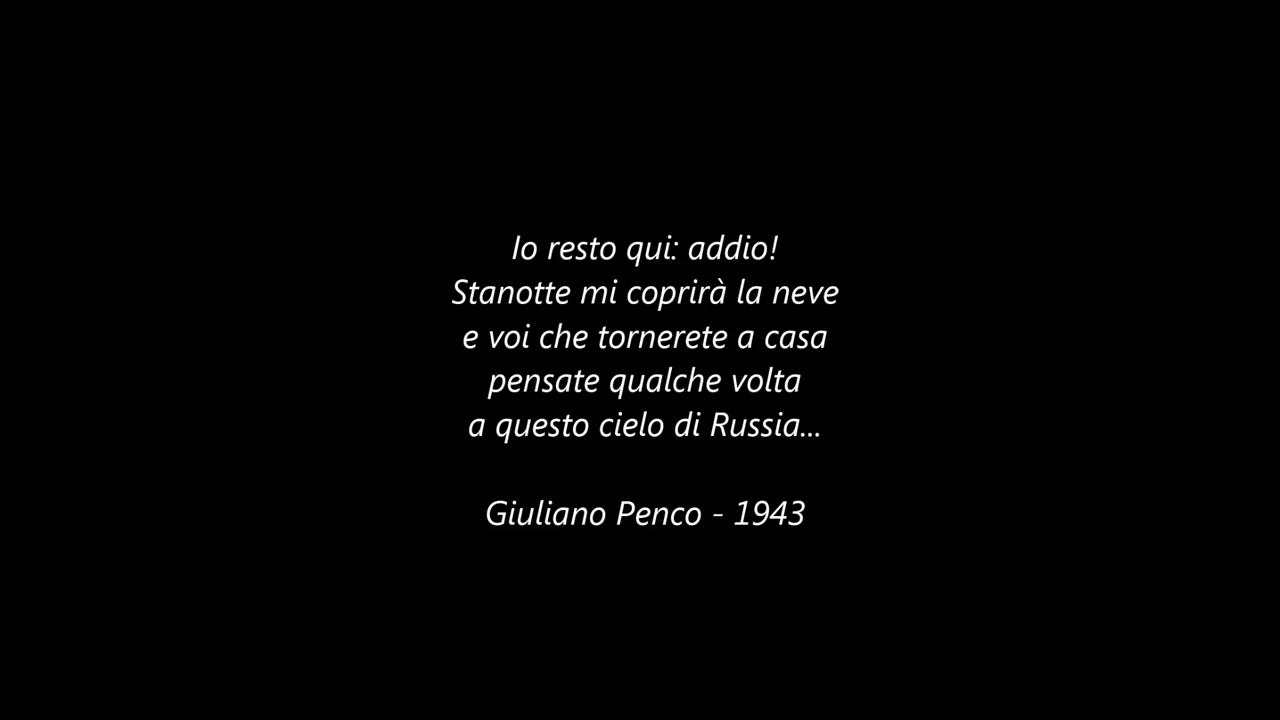 Io resto qui: addio!
Stanotte mi coprirà la neve
e voi che tornerete a casa
pensate qualche volta
a questo cielo di Russia...
Giuliano Penco - 1943